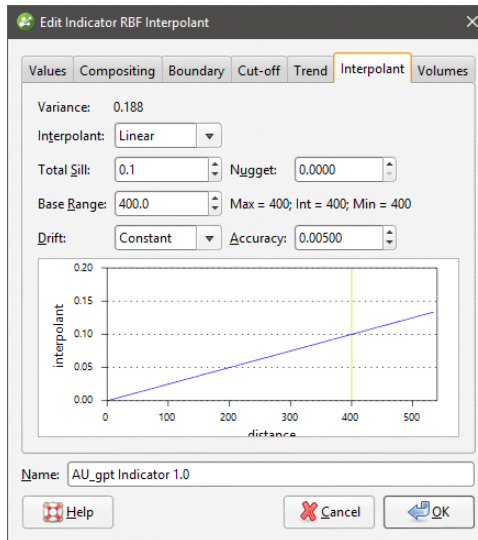 Edit Indicator RBF Interpolant
Values Compositing Boundary Cut-off Trend Interpolant Volumes
Variance: 0.188
Interpolant: Linear
Total Sill: 0.1 Nugget: 0.0000
Base Range: 400.0 Max = 400; Int = 400; Min = 400
Drift: Constant Accuracy: 0.00500
0.20
0.15
0.10
0.05
0.00
interpolant
0 100 200 300 400 500
distance
Name: AU_gpt Indicator 1.0
Help Cancel OK